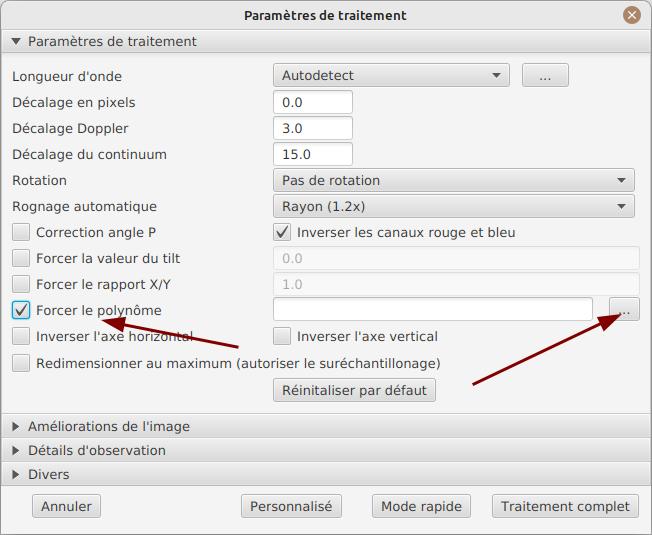 Paramètres de traitement
Paramètres de traitement
Longueur d'onde Autodetect ...
Décalage en pixels 0.0
Décalage Doppler 3.0
Décalage du continuum 15.0
Rotation Pas de rotation
Rognage automatique Rayon (1.2x)
Correction angle P Inverser les canaux rouge et bleu
Forcer la valeur du tilt 0.0
Forcer le rapport X/Y 1.0
Forcer le polynôme ...
Inverser l'axe horizontal Inverser l'axe vertical
Redimensionner au maximum (autoriser le suréchantillonage)
Réinitaliser par défaut
Améliorations de l'image
Détails d'observation
Divers
Annuler Personnalisé Mode rapide Traitement complet